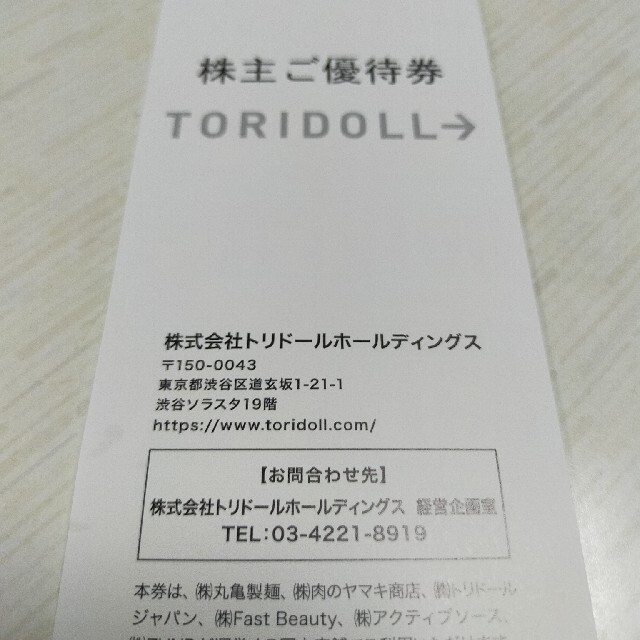 株主ご優待券
TORIDOLL→
株式会社トリドールホールディングス
〒150-0043
東京都渋谷区道玄坂1-21-1
渋谷ソラスタ19階
https://www.toridoll.com/
【お問合わせ先】
株式会社トリドールホールディングス 経営企画室
TEL:03-4221-8919
本券は、㈱丸亀製麺、㈱肉のヤマキ商店、㈱トリドール
ジャパン、㈱Fast Beauty、㈱アクティブソース、